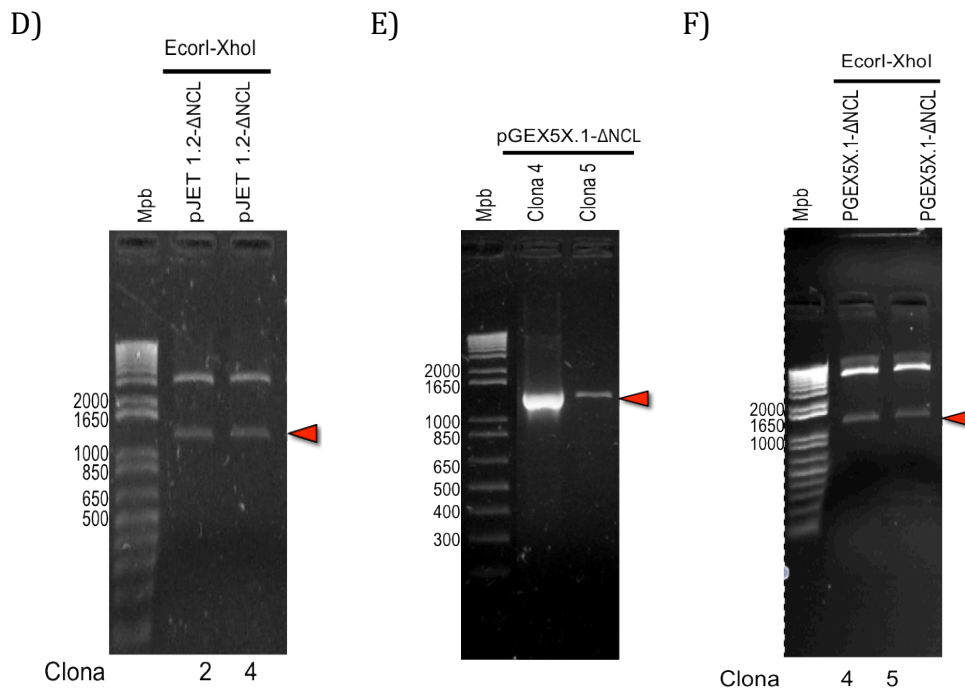 D)
EcorI-XhoI
Mpb
pJET 1.2-ΔNCL
pJET 1.2-ΔNCL
2000
1650
1000
850
650
500
Clona 2 4
E)
pGEX5X.1-ΔNCL
Mpb
Clona 4
Clona 5
2000
1650
1000
850
650
500
400
300
F)
EcorI-XhoI
Mpb
PGEX5X.1-ΔNCL
PGEX5X.1-ΔNCL
2000
1650
1000
Clona 4 5